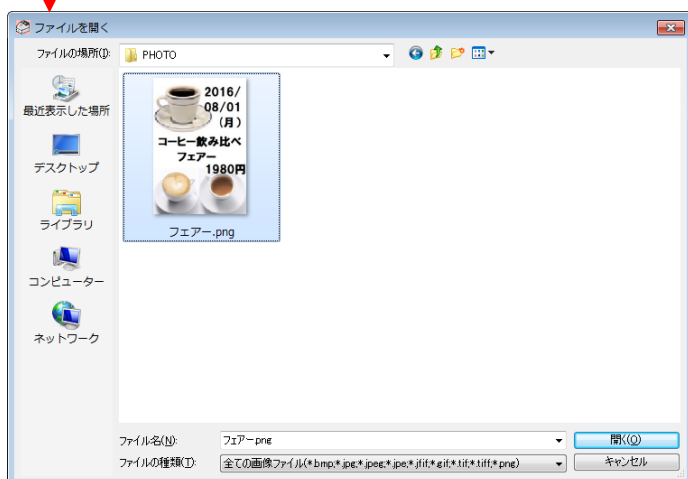 ファイルを開く
ファイルの場所(I):
PHOTO
最近表示した場所
デスクトップ
ライブラリ
コンピューター
ネットワーク
2016/
08/01
(月)
コーヒー飲み比べ
フェアー
1980円
フェアー.png
ファイル名(N):
フェアー.png
開く(O)
ファイルの種類(T):
全ての画像ファイル(*.bmp;*.jpg;*.jpeg;*.jpe;*.jfif;*.gif;*.tif;*.tiff;*.png)
キャンセル